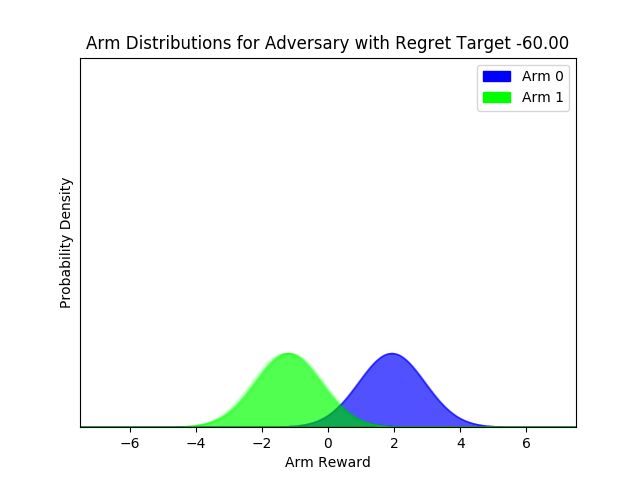 Arm Distributions for Adversary with Regret Target -60.00
Arm 0
Arm 1
Probability Density
−6 −4 −2 0 2 4 6
Arm Reward